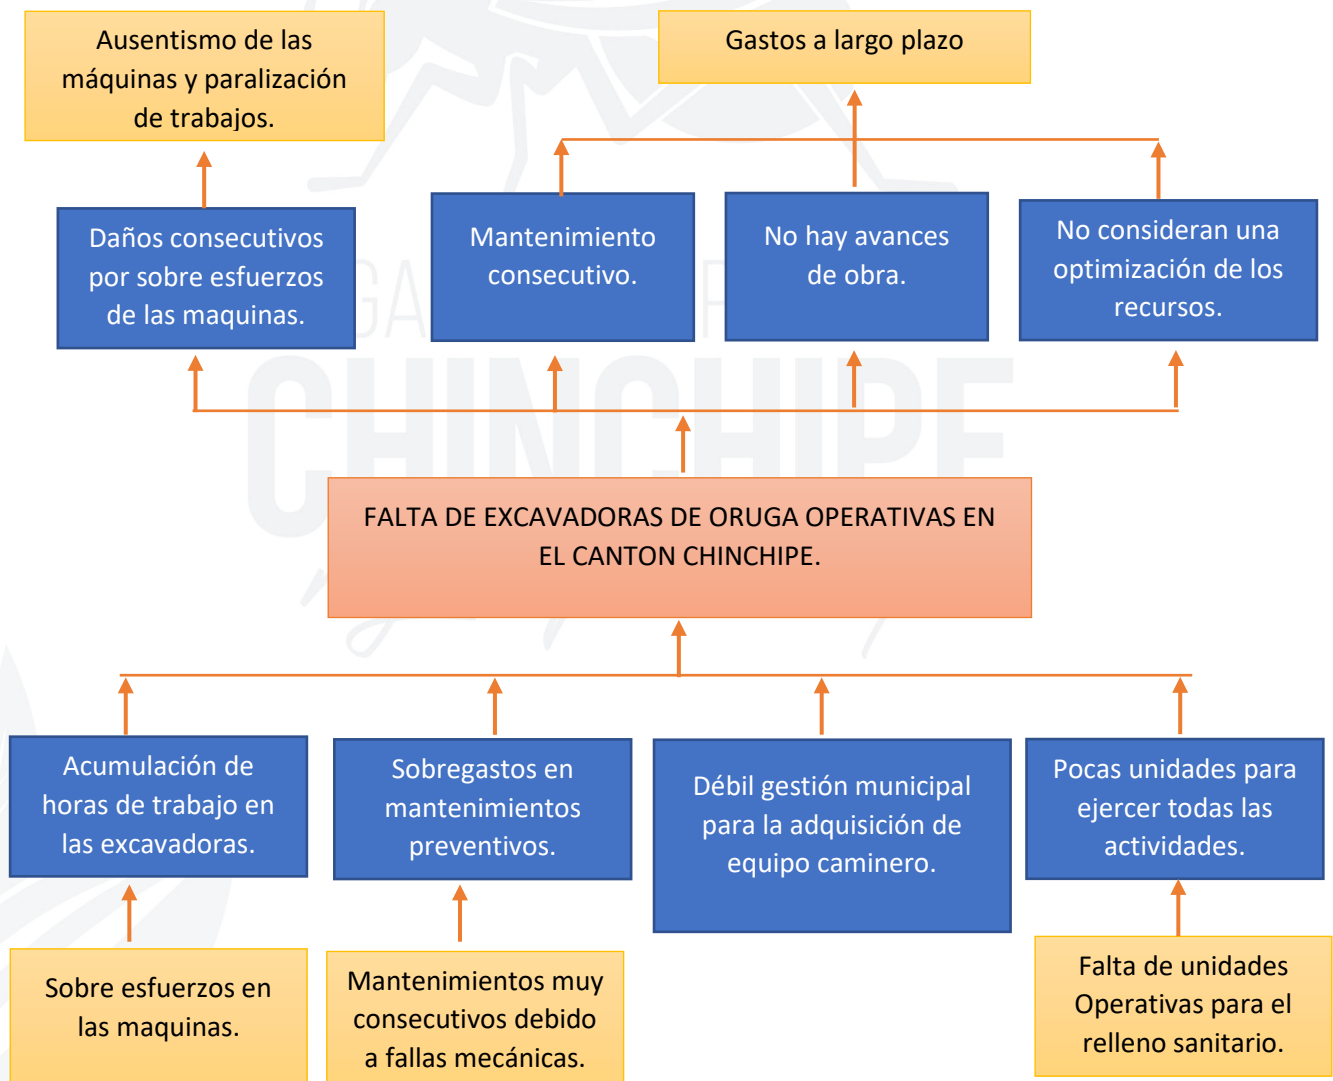 Ausentismo de las
máquinas y paralización
de trabajos.
Gastos a largo plazo
Daños consecutivos
por sobre esfuerzos
de las maquinas.
Mantenimiento
consecutivo.
No hay avances
de obra.
No consideran una
optimización de los
recursos.
CHINCHIPE
FALTA DE EXCAVADORAS DE ORUGA OPERATIVAS EN
EL CANTON CHINCHIPE.
Acumulación de
horas de trabajo en
las excavadoras.
Sobregastos en
mantenimientos
preventivos.
Débil gestión municipal
para la adquisición de
equipo caminero.
Pocas unidades para
ejercer todas las
actividades.
Sobre esfuerzos en
las maquinas.
Mantenimientos muy
consecutivos debido
a fallas mecánicas.
Falta de unidades
Operativas para el
relleno sanitario.